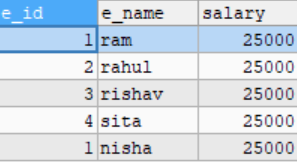 e_id e_name salary
1 ram 25000
2 rahul 25000
3 rishav 25000
4 sita 25000
1 nisha 25000